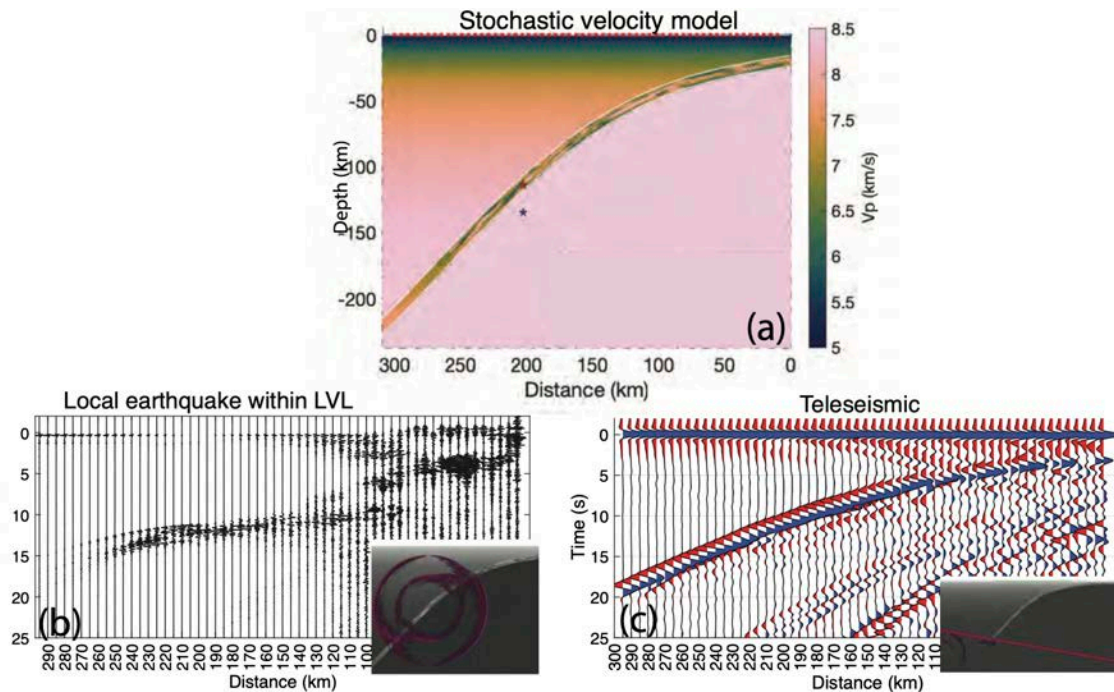 Stochastic velocity model
0
-50
-100
-150
-200
Depth (km)
300 250 200 150 100 50 0
Distance (km)
(a)
8.5
8
7.5
7
6.5
6
5.5
5
Vp (km/s)
Local earthquake within LVL
0
5
10
15
20
25
(b)
290 280 270 260 250 240 230 220 210 200 190 180 170 160 150 140 130 120 110 100
Distance (km)
Teleseismic
0
5
10
15
20
25
Time (s)
(c)
300 290 280 270 260 250 240 230 220 210 200 190 180 170 160 150 140 130 120 110
Distance (km)